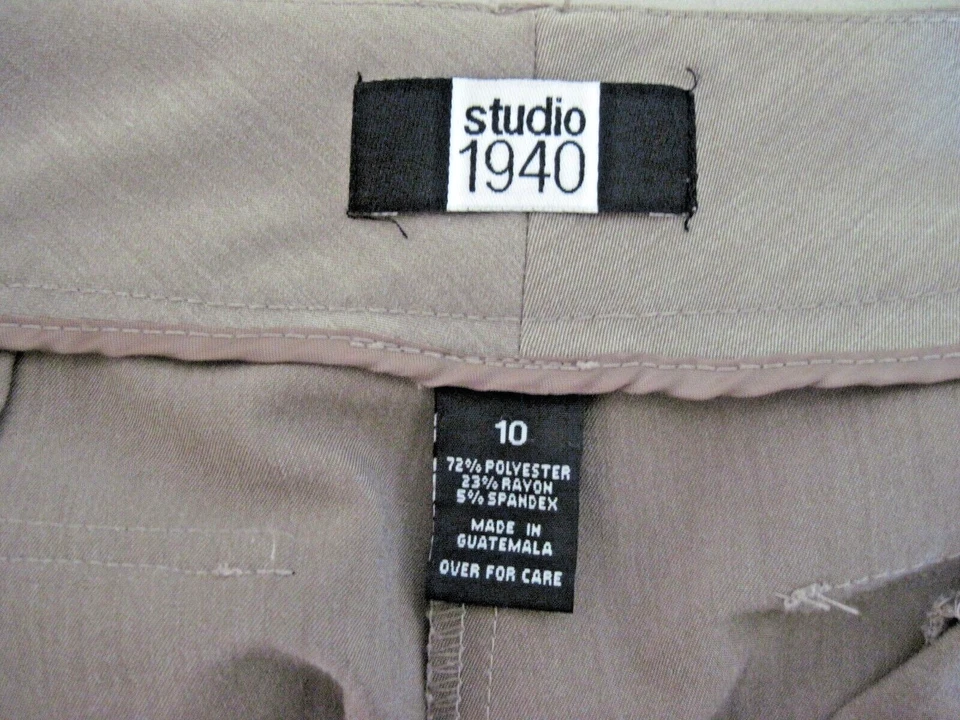 studio
1940
10
72% POLYESTER
23% RAYON
5% SPANDEX
MADE IN
GUATEMALA
OVER FOR CARE